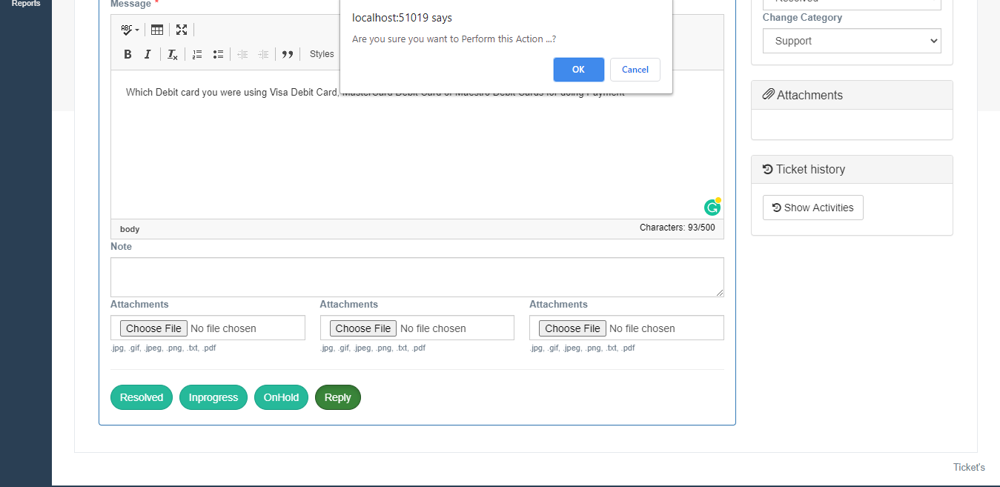 Reports
Message *
localhost:51019 says
Are you sure you want to Perform this Action ...?
OK
Cancel
ABC
B I Tx
Styles
Which Debit card you were using Visa Debit Card, MasterCard Debit Card or Maestro Debit Cards for doing Payment
body
Characters: 93/500
Note
Attachments
Attachments
Attachments
Choose File No file chosen
Choose File No file chosen
Choose File No file chosen
.jpg, .gif, .jpeg, .png, .txt, .pdf
.jpg, .gif, .jpeg, .png, .txt, .pdf
.jpg, .gif, .jpeg, .png, .txt, .pdf
Resolved
Inprogress
OnHold
Reply
Resolved
Change Category
Support
Attachments
Ticket history
Show Activities
Ticket's